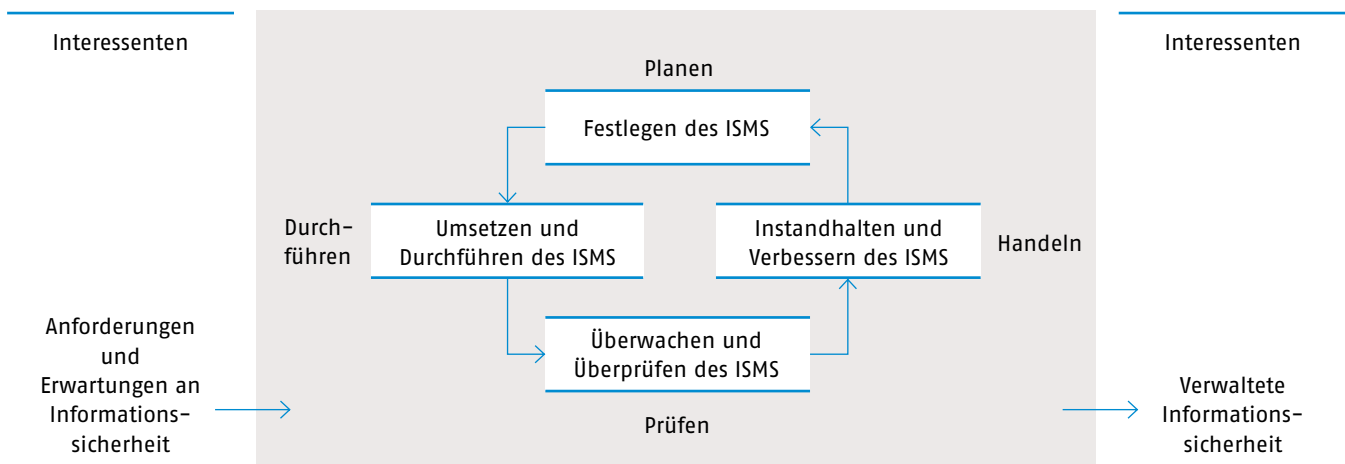 Interessenten
Interessenten
Planen
Festlegen des ISMS
Durch-
führen
Umsetzen und
Durchführen des ISMS
Instandhalten und
Verbessern des ISMS
Handeln
Überwachen und
Überprüfen des ISMS
Prüfen
Anforderungen
und
Erwartungen an
Informations-
sicherheit
Verwaltete
Informations-
sicherheit